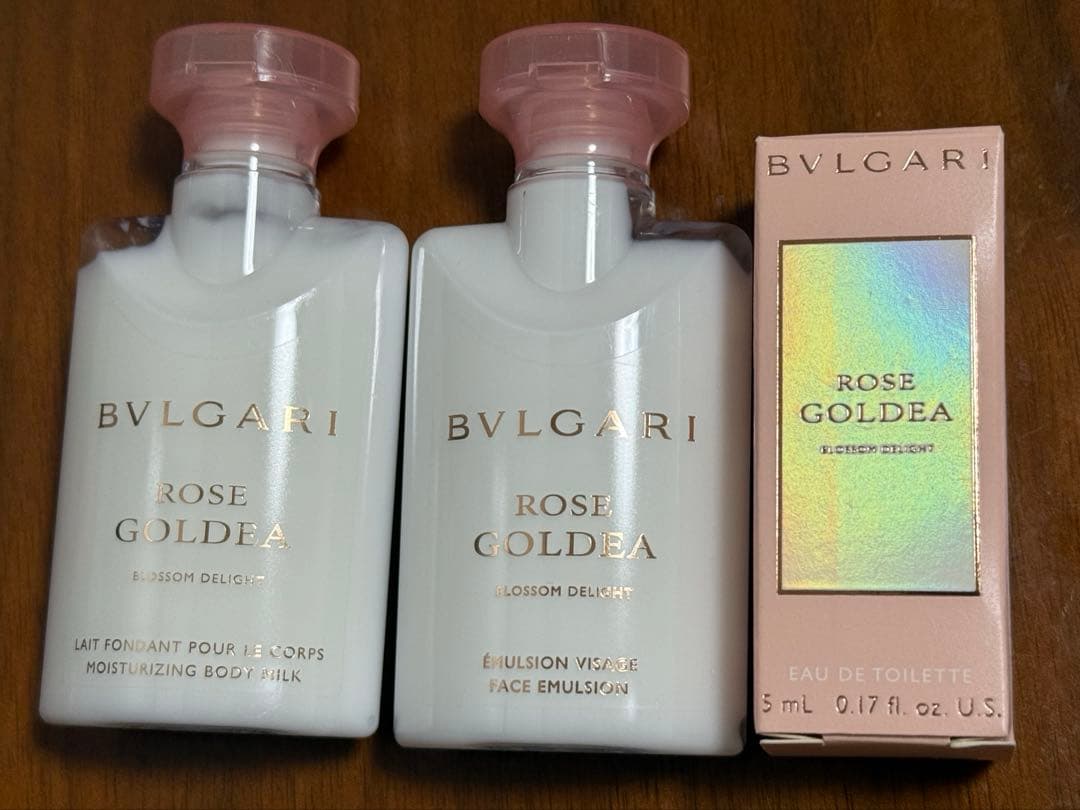 BVLGARI
ROSE
GOLDEA
BLOSSOM DELIGHT
LAIT FONDANT POUR LE CORPS
MOISTURIZING BODY MILK
BVLGARI
ROSE
GOLDEA
BLOSSOM DELIGHT
ÉMULSION VISAGE
FACE EMULSION
BVLGARI
ROSE
GOLDEA
BLOSSOM DELIGHT
EAU DE TOILETTE
5 mL 0.17 fl. oz. U.S.